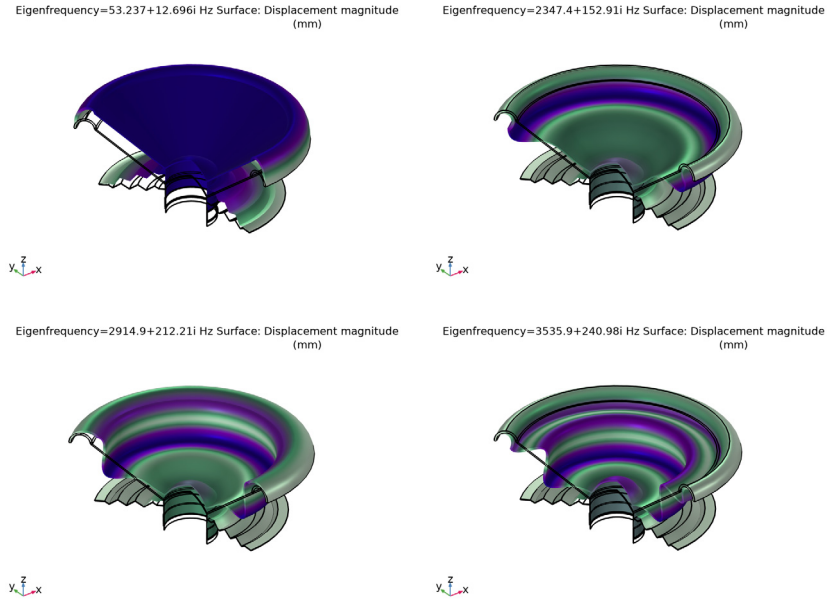 Eigenfrequency=53.237+12.696i Hz Surface: Displacement magnitude
(mm)
Eigenfrequency=2347.4+152.91i Hz Surface: Displacement magnitude
(mm)
z
y
x
z
y
x
Eigenfrequency=2914.9+212.21i Hz Surface: Displacement magnitude
(mm)
Eigenfrequency=3535.9+240.98i Hz Surface: Displacement magnitude
(mm)
z
y
x
z
y
x